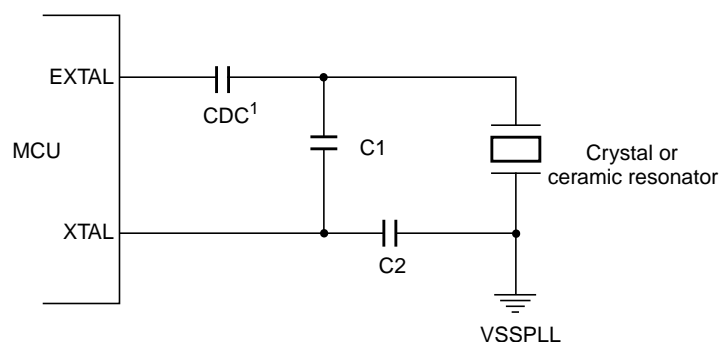 EXTAL
CDC¹
MCU
C1
Crystal or
ceramic resonator
XTAL
C2
VSSPLL